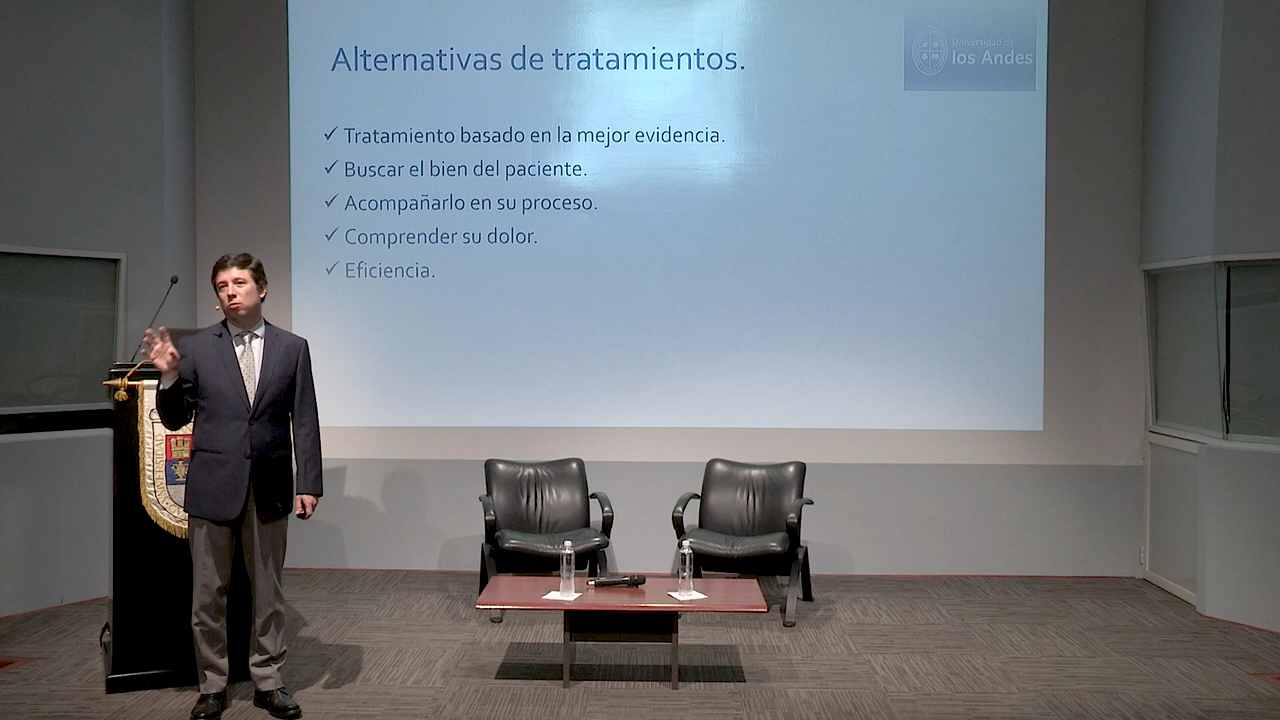 Alternativas de tratamientos.
Universidad de
los Andes
✓ Tratamiento basado en la mejor evidencia.
✓ Buscar el bien del paciente.
✓ Acompañarlo en su proceso.
✓ Comprender su dolor.
✓ Eficiencia.
UNIVERSIDAD